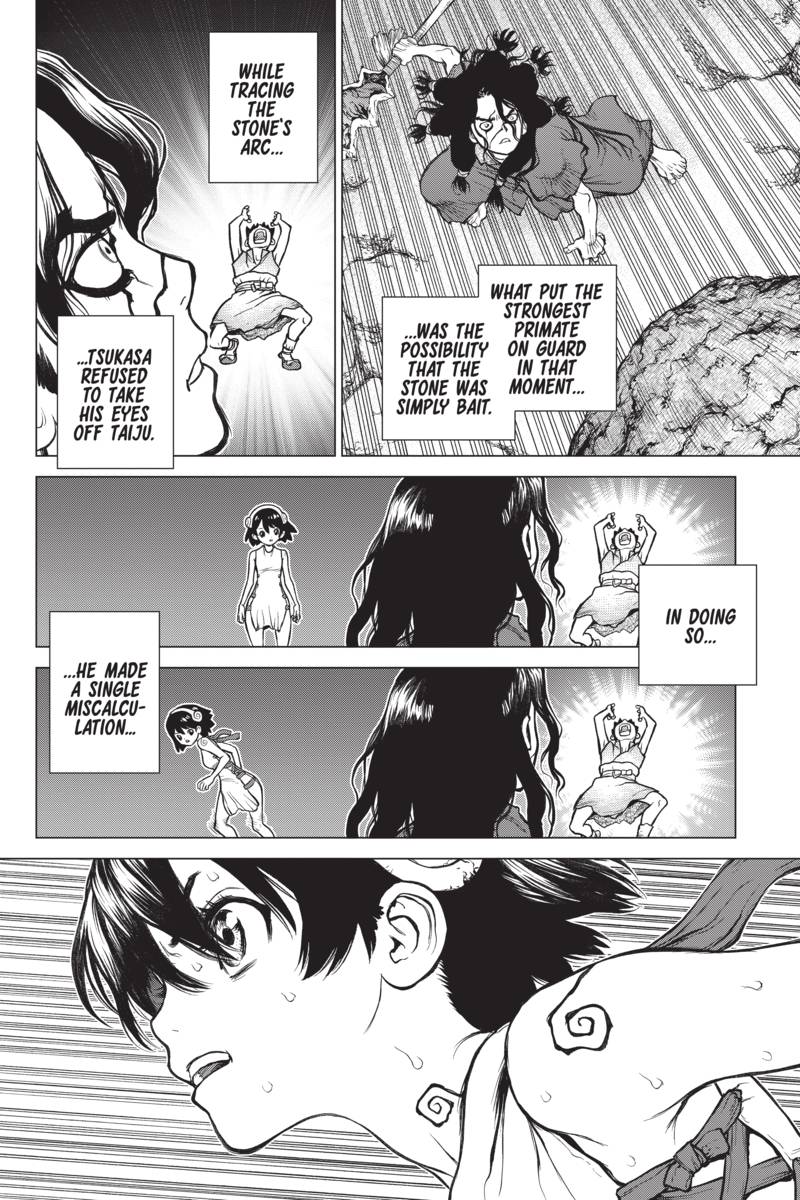 WHAT PUT THE
STRONGEST
PRIMATE
ON GUARD
IN THAT
MOMENT...
...WAS THE
POSSIBILITY
THAT THE
STONE WAS
SIMPLY BAIT.
WHILE
TRACING
THE
STONE'S
ARC...
...TSUKASA
REFUSED
TO TAKE
HIS EYES
OFF TAIJU.
IN DOING
SO...
...HE MADE
A SINGLE
MISCALCU-
LATION...